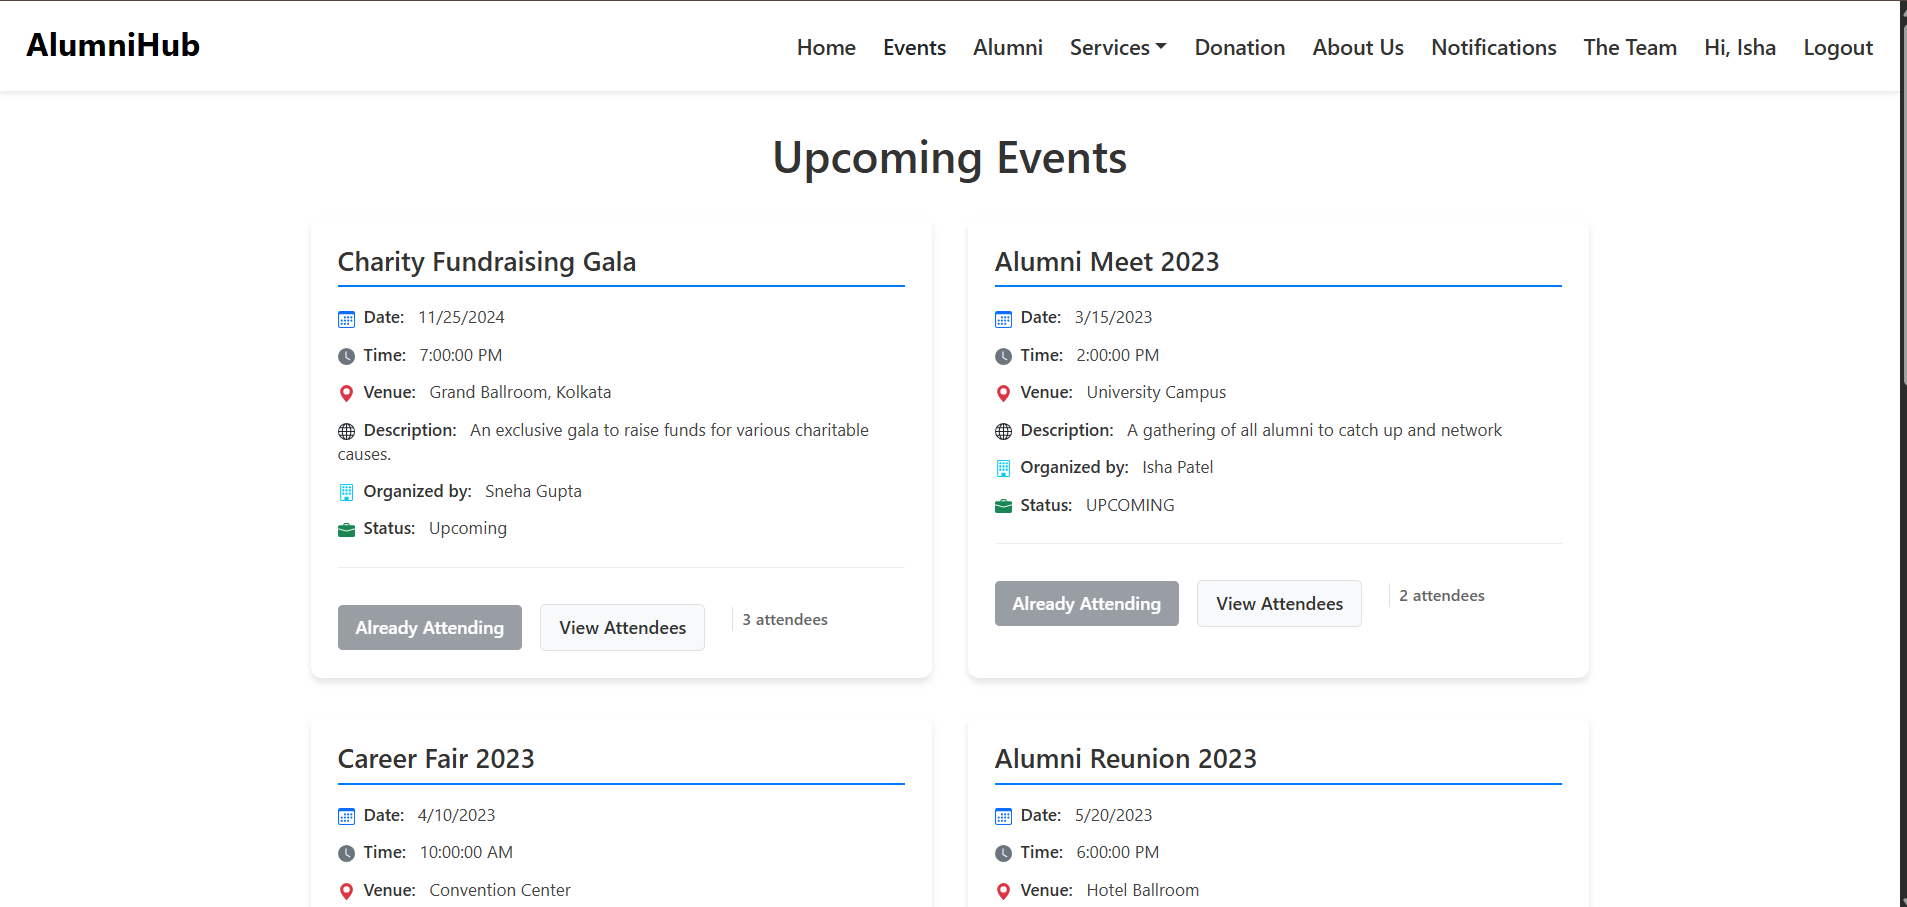 AlumniHub
Home Events Alumni Services Donation About Us Notifications The Team Hi, Isha Logout
Upcoming Events
Charity Fundraising Gala
Date: 11/25/2024
Time: 7:00:00 PM
Venue: Grand Ballroom, Kolkata
Description: An exclusive gala to raise funds for various charitable
causes.
Organized by: Sneha Gupta
Status: Upcoming
Already Attending View Attendees 3 attendees
Alumni Meet 2023
Date: 3/15/2023
Time: 2:00:00 PM
Venue: University Campus
Description: A gathering of all alumni to catch up and network
Organized by: Isha Patel
Status: UPCOMING
Already Attending View Attendees 2 attendees
Career Fair 2023
Date: 4/10/2023
Time: 10:00:00 AM
Venue: Convention Center
Alumni Reunion 2023
Date: 5/20/2023
Time: 6:00:00 PM
Venue: Hotel Ballroom